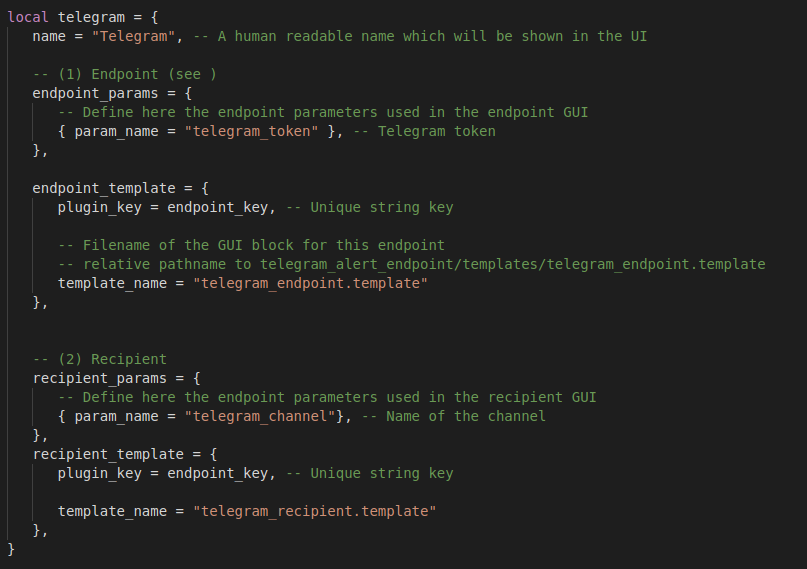 local telegram = {
name = "Telegram", -- A human readable name which will be shown in the UI
-- (1) Endpoint (see )
endpoint_params = {
-- Define here the endpoint parameters used in the endpoint GUI
{ param_name = "telegram_token" }, -- Telegram token
},
endpoint_template = {
plugin_key = endpoint_key, -- Unique string key
-- Filename of the GUI block for this endpoint
-- relative pathname to telegram_alert_endpoint/templates/telegram_endpoint.template
template_name = "telegram_endpoint.template"
},
-- (2) Recipient
recipient_params = {
-- Define here the endpoint parameters used in the recipient GUI
{ param_name = "telegram_channel"}, -- Name of the channel
},
recipient_template = {
plugin_key = endpoint_key, -- Unique string key
template_name = "telegram_recipient.template"
},
}